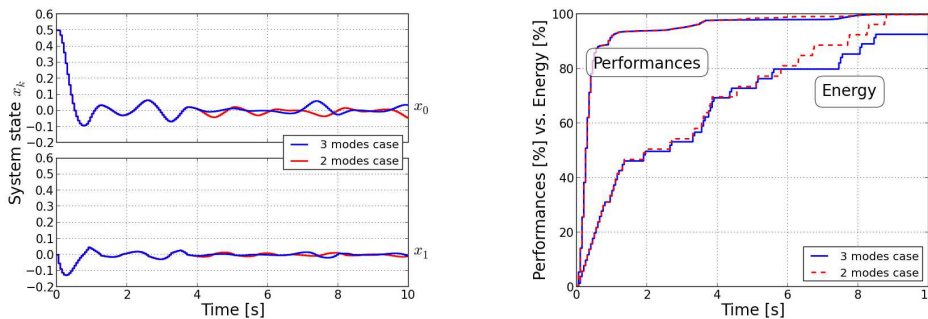 System state x_k
0.6
0.5
0.4
0.3
0.2
0.1
0.0
−0.1
−0.2
x_0
3 modes case
2 modes case
0.6
0.5
0.4
0.3
0.2
0.1
0.0
−0.1
−0.2
x_1
0 2 4 6 8 10
Time [s]
Performances [%] vs. Energy [%]
100
80
60
40
20
0
Performances
Energy
3 modes case
2 modes case
0 2 4 6 8 10
Time [s]